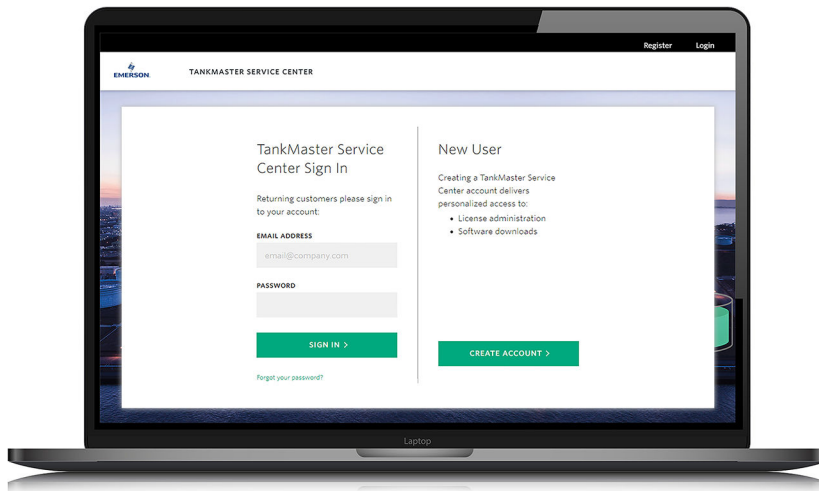 Register Login
EMERSON
TANKMASTER SERVICE CENTER
TankMaster Service
Center Sign In
Returning customers please sign in
to your account:
EMAIL ADDRESS
email@company.com
PASSWORD
SIGN IN >
Forgot your password?
New User
Creating a TankMaster Service
Center account delivers
personalized access to:
• License administration
• Software downloads
CREATE ACCOUNT >
Laptop